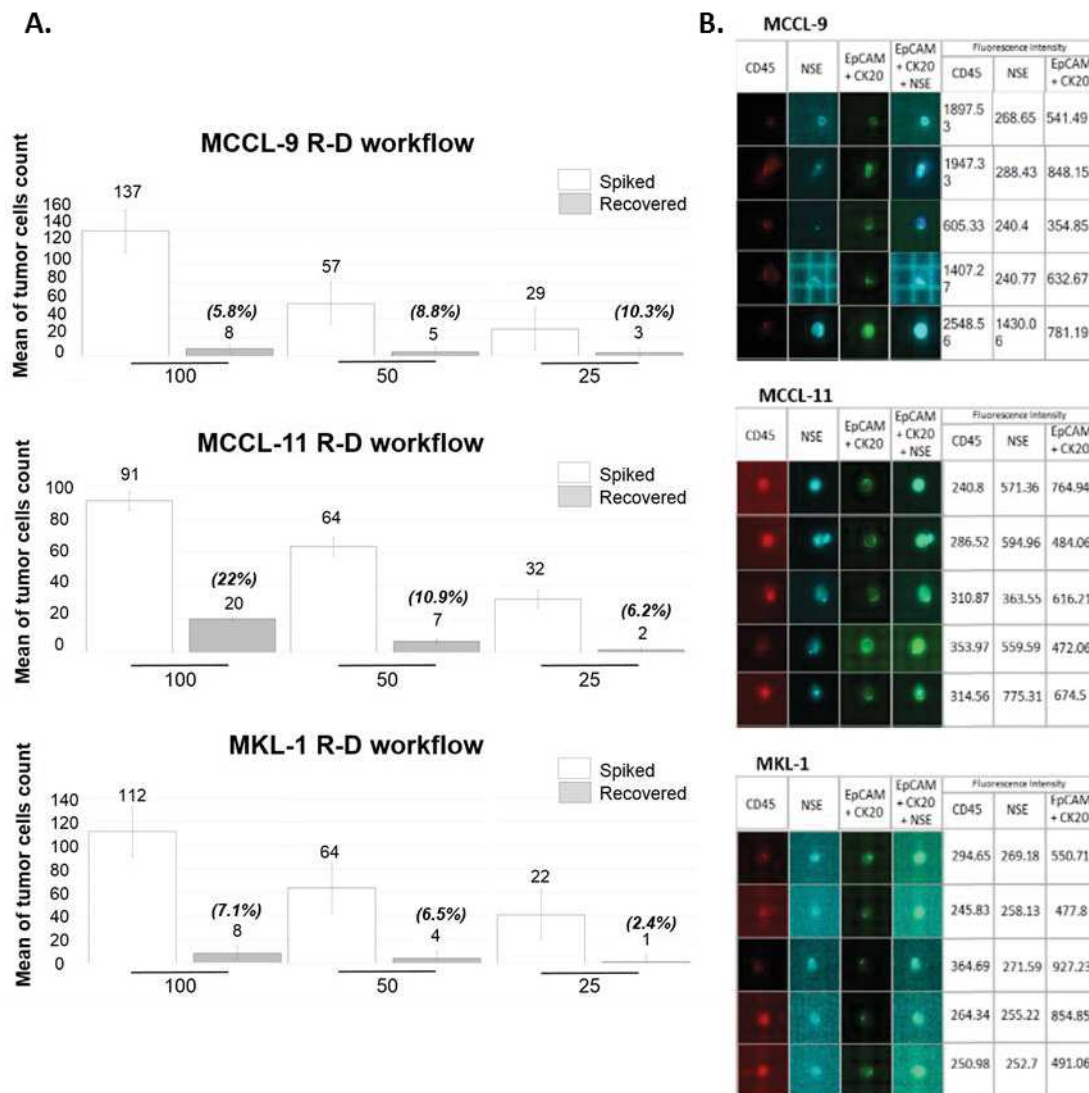 A.
MCCL-9 R-D workflow
Spiked
Recovered
Mean of tumor cells count
160
140
120
100
80
60
40
20
0
137
(5.8%)
8
57
(8.8%)
5
29
(10.3%)
3
100 50 25
MCCL-11 R-D workflow
Spiked
Recovered
Mean of tumor cells count
100
80
60
40
20
0
91
(22%)
20
64
(10.9%)
7
32
(6.2%)
2
100 50 25
MKL-1 R-D workflow
Spiked
Recovered
Mean of tumor cells count
140
120
100
80
60
40
20
0
112
(7.1%)
8
64
(6.5%)
4
22
(2.4%)
1
100 50 25
B.
MCCL-9
Fluorescence Intensity
CD45 NSE EpCAM + CK20 EpCAM + CK20 + NSE CD45 NSE EpCAM + CK20
1897.53 268.65 541.49
1947.33 288.43 848.15
605.33 240.4 354.85
1407.27 240.77 632.67
2548.56 1430.06 781.19
MCCL-11
Fluorescence Intensity
CD45 NSE EpCAM + CK20 EpCAM + CK20 + NSE CD45 NSE EpCAM + CK20
240.8 571.36 764.94
286.52 594.96 484.06
310.87 363.55 616.21
353.97 559.59 472.06
314.56 775.31 674.5
MKL-1
Fluorescence Intensity
CD45 NSE EpCAM + CK20 EpCAM + CK20 + NSE CD45 NSE EpCAM + CK20
294.65 269.18 550.71
245.83 258.13 477.8
364.69 271.59 927.23
264.34 255.22 854.85
250.98 252.7 491.06